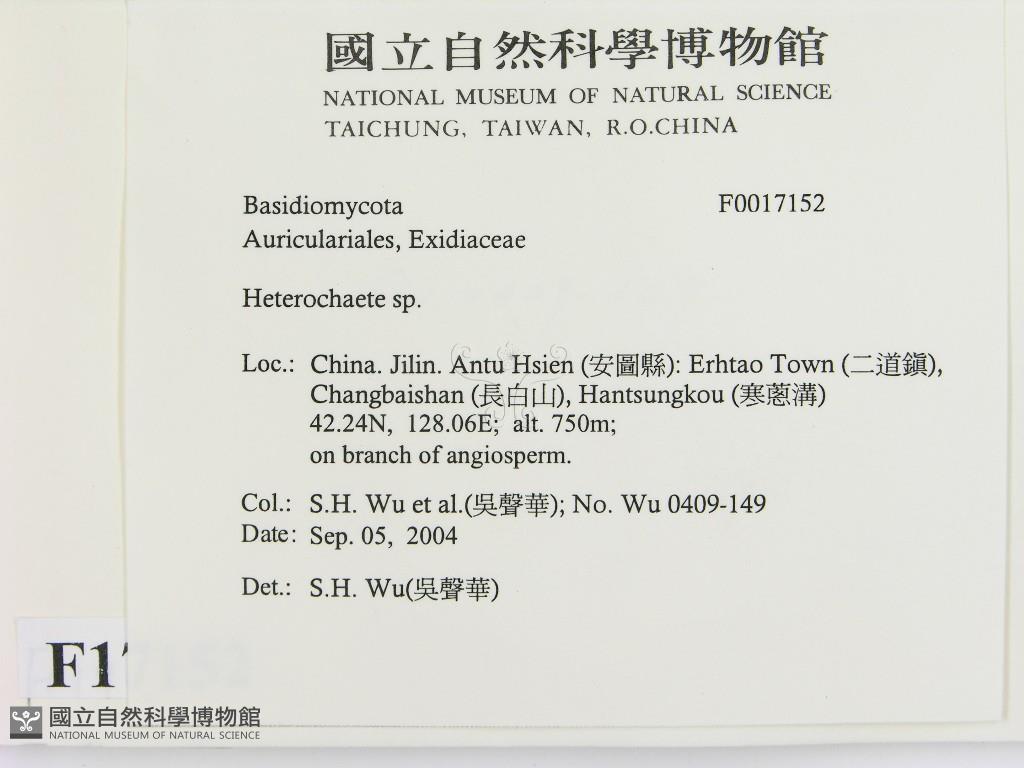 國立自然科學博物館
NATIONAL MUSEUM OF NATURAL SCIENCE
TAICHUNG, TAIWAN, R.O.CHINA
Basidiomycota F0017152
Auriculariales, Exidiaceae
Heterochaete sp.
Loc.: China. Jilin. Antu Hsien (安圖縣): Erhtao Town (二道鎮),
Changbaishan (長白山), Hantsungkou (寒蔥溝)
42.24N, 128.06E; alt. 750m;
on branch of angiosperm.
Col.: S.H. Wu et al.(吳聲華); No. Wu 0409-149
Date: Sep. 05, 2004
Det.: S.H. Wu(吳聲華)
F17152
國立自然科學博物館
NATIONAL MUSEUM OF NATURAL SCIENCE